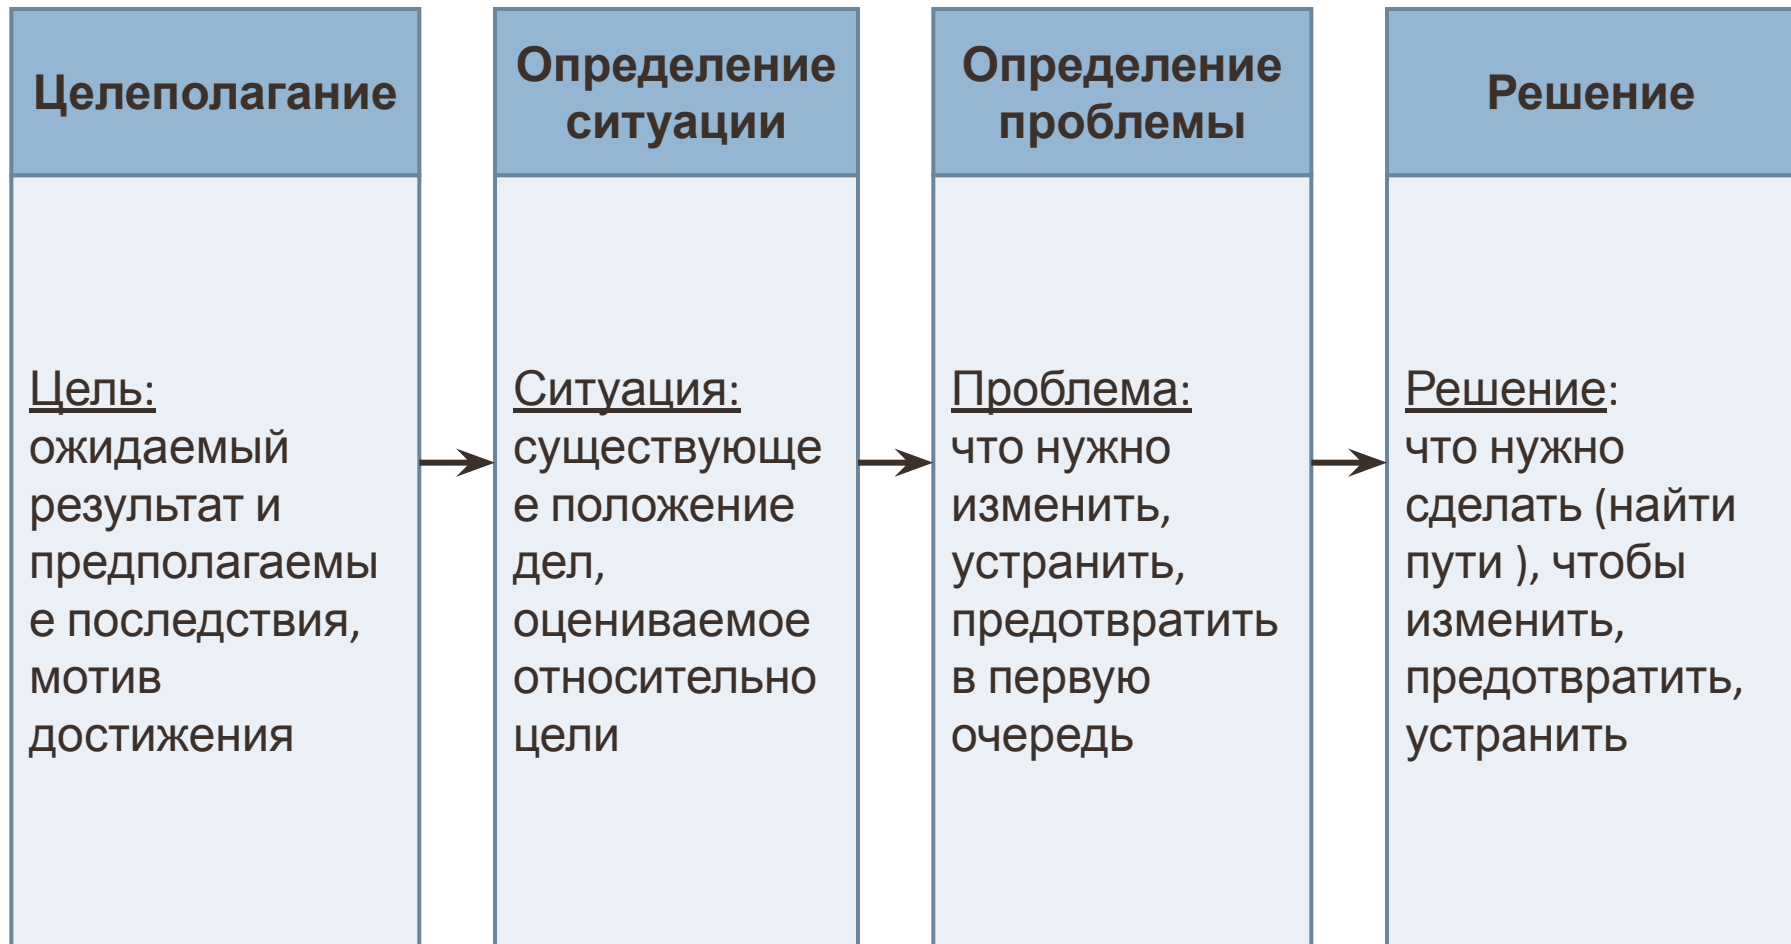 Целеполагание
Цель:
ожидаемый
результат и
предполагаемы
е последствия,
мотив
достижения
Определение
ситуации
Ситуация:
существующе
е положение
дел,
оцениваемое
относительно
цели
Определение
проблемы
Проблема:
что нужно
изменить,
устранить,
предотвратить
в первую
очередь
Решение
Решение:
что нужно
сделать (найти
пути ), чтобы
изменить,
предотвратить,
устранить